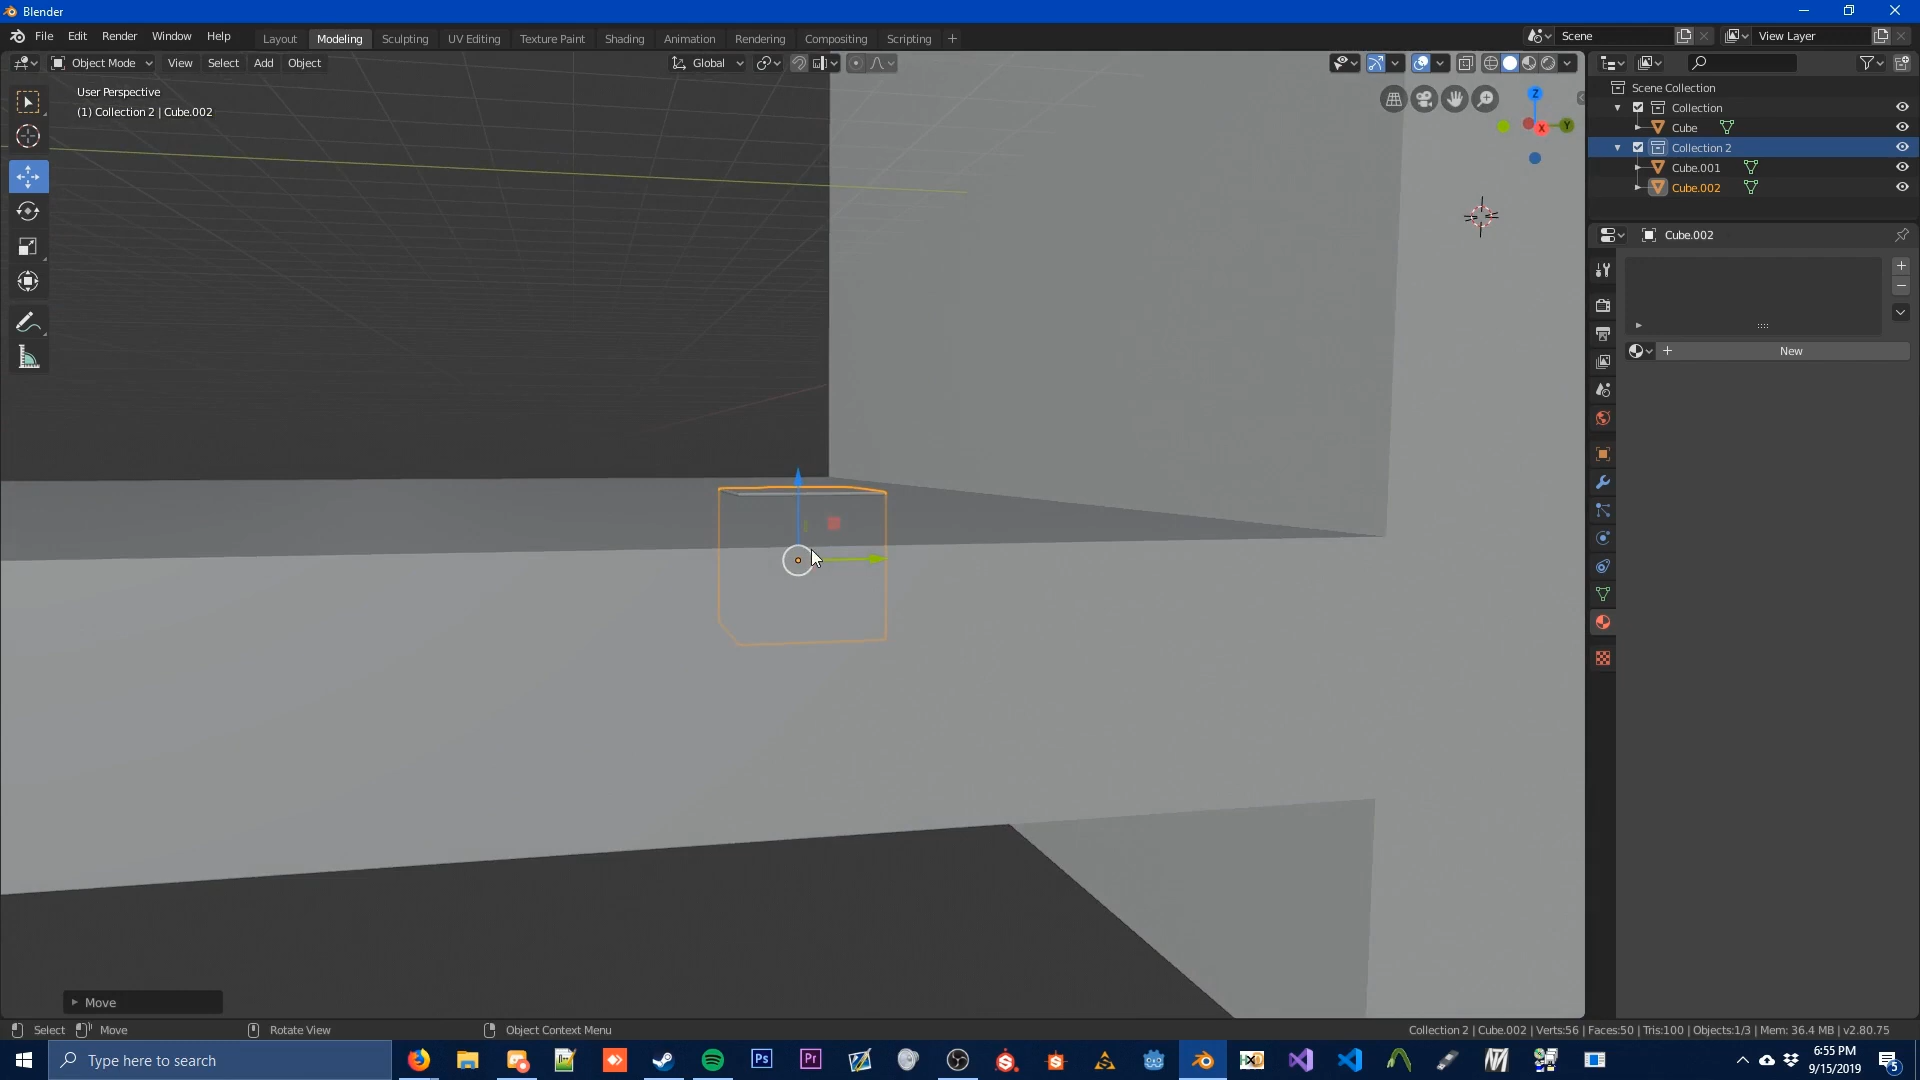 Blender
File Edit Render Window Help
Layout Modeling Sculpting UV Editing Texture Paint Shading Animation Rendering Compositing Scripting
Scene
View Layer
Object Mode View Select Add Object
Global
User Perspective
(1) Collection 2 | Cube.002
Z
X
Y
Scene Collection
Collection
Cube
Collection 2
Cube.001
Cube.002
Cube.002
New
Move
Select Move Rotate View Object Context Menu
Collection 2 | Cube.002 | Verts:56 | Faces:50 | Tris:100 | Objects:1/3 | Mem: 36.4 MB | v2.80.75
Type here to search
Ps
Pr
6:55 PM
9/15/2019
5